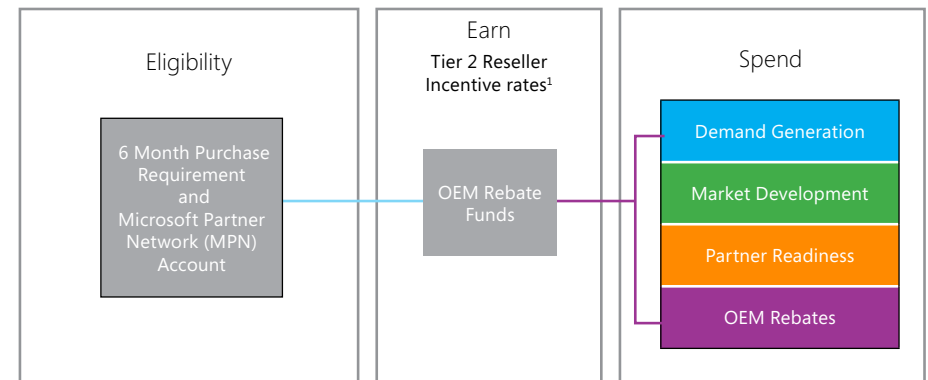 Eligibility
6 Month Purchase
Requirement
and
Microsoft Partner
Network (MPN)
Account
Earn
Tier 2 Reseller
Incentive rates¹
OEM Rebate
Funds
Spend
Demand Generation
Market Development
Partner Readiness
OEM Rebates